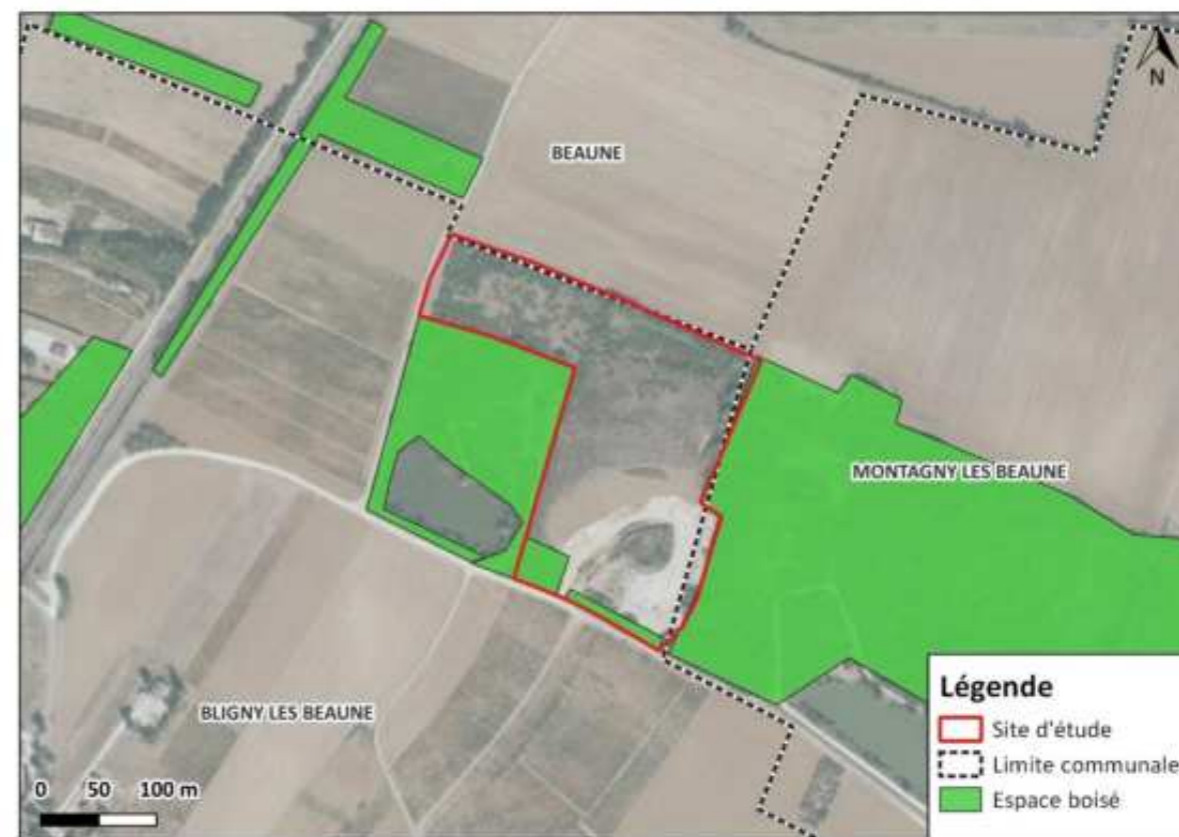 N
BEAUNE
MONTAGNY LES BEAUNE
BLIGNY LES BEAUNE
0 50 100 m
Légende
Site d'étude
Limite communale
Espace boisé